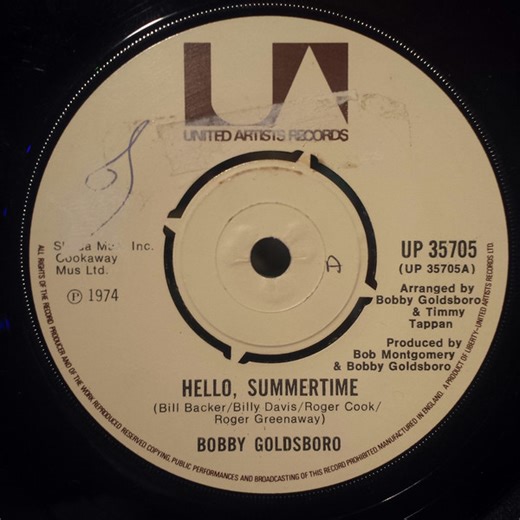 UA
UNITED ARTISTS RECORDS
Inc.
Cookaway
Mus Ltd.
℗ 1974
A
UP 35705
(UP 35705A)
Arranged by
Bobby Goldsboro
& Timmy
Tappan
Produced by
Bob Montgomery
& Bobby Goldsboro
HELLO, SUMMERTIME
(Bill Backer/Billy Davis/Roger Cook/
Roger Greenaway)
BOBBY GOLDSBORO
ALL RIGHTS OF THE RECORD PRODUCER AND OF THE WORK REPRODUCED RESERVED COPYING, PUBLIC PERFORMANCES AND BROADCASTING OF THIS RECORD PROHIBITED. MANUFACTURED IN ENGLAND. A PRODUCT OF LIBERTY-UNITED ARTISTS RECORDS LTD.